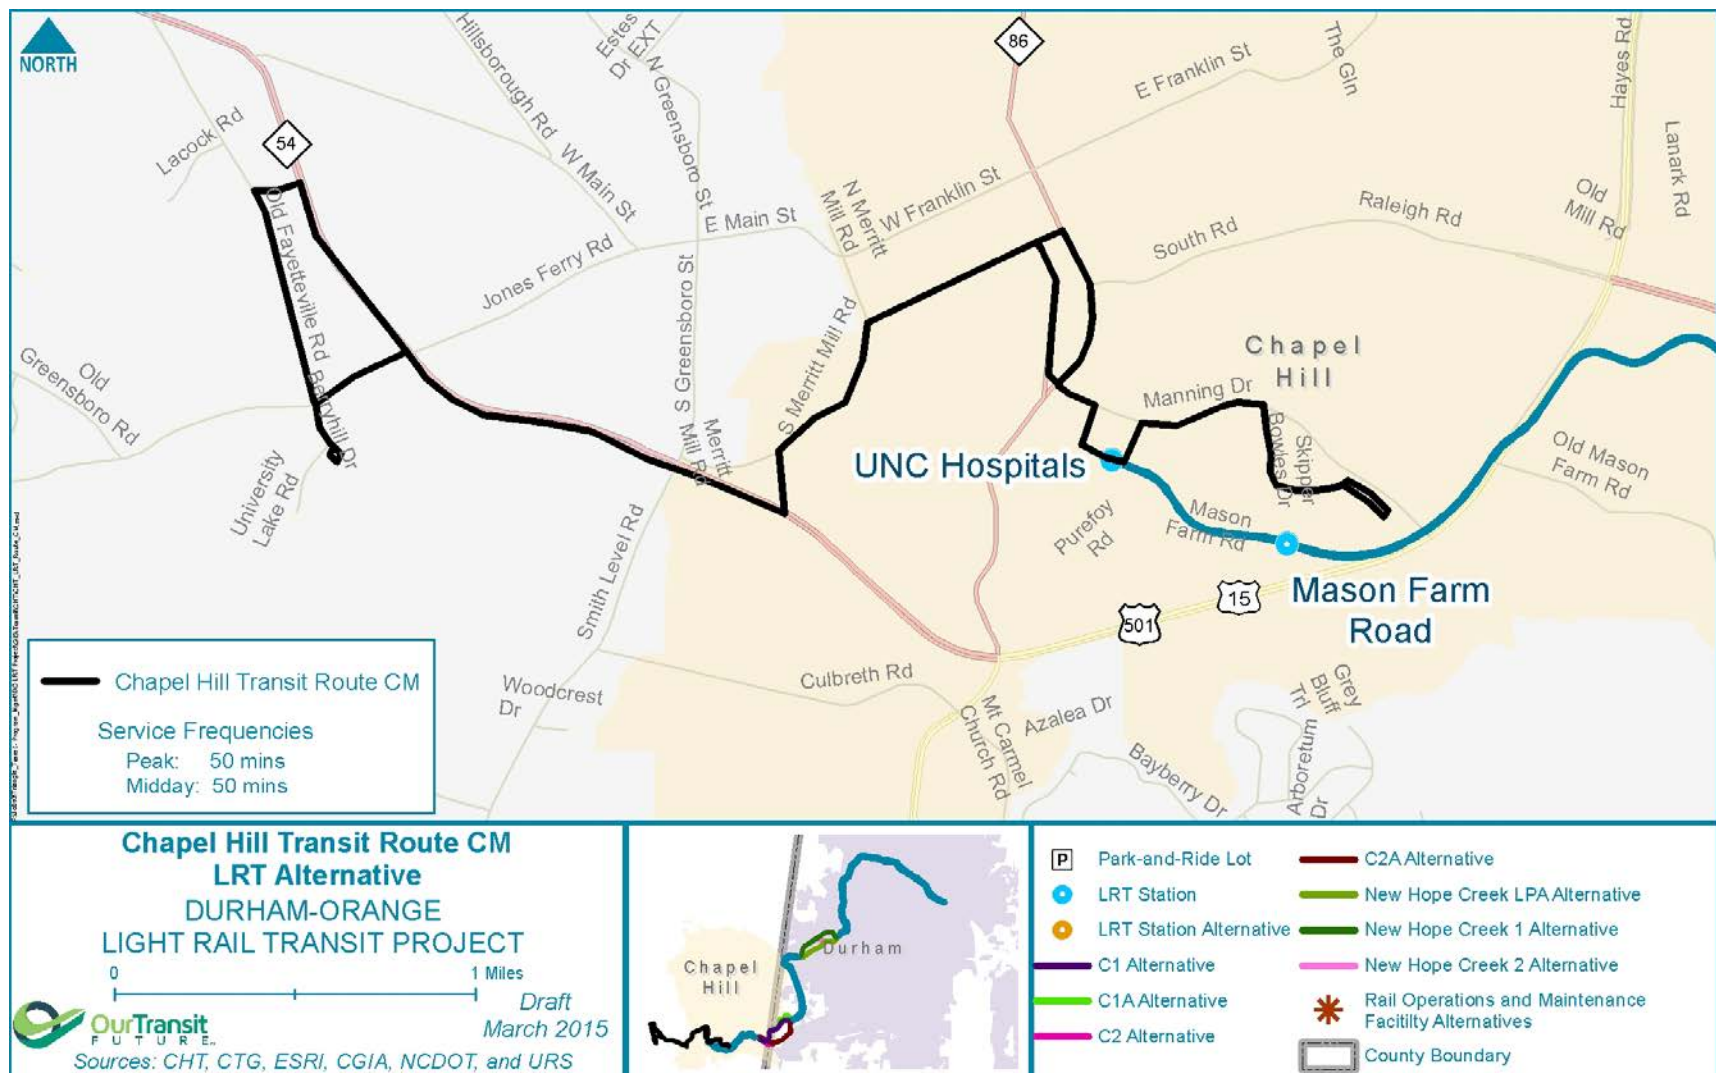 NORTH
54
86
Lacock Rd
Hillsborough Rd
Estes
Dr EXT
N Greensboro St
W Main St
E Main St
N Merritt
Mill Rd
W Franklin St
E Franklin St
The Gln
Hayes Rd
Lanark Rd
Old
Mill Rd
Raleigh Rd
South Rd
Old Fayetteville Rd
Jones Ferry Rd
Berryhill Dr
Old
Greensboro Rd
University
Lake Rd
S Greensboro St
S Merritt Mill Rd
Merritt
Mill Rd
Smith Level Rd
Chapel
Hill
Manning Dr
Skipper
Bowles Dr
Old Mason
Farm Rd
UNC Hospitals
Purefoy
Rd
Mason
Farm Rd
Mason Farm
Road
15
501
Culbreth Rd
Woodcrest
Dr
Mt Carmel
Church Rd
Azalea Dr
Bayberry Dr
Arboretum
Dr
Grey
Bluff
Trl
Chapel Hill Transit Route CM
Service Frequencies
Peak: 50 mins
Midday: 50 mins
Chapel Hill Transit Route CM
LRT Alternative
DURHAM-ORANGE
LIGHT RAIL TRANSIT PROJECT
0 1 Miles
Draft
March 2015
OurTransit
FUTURE
Sources: CHT, CTG, ESRI, CGIA, NCDOT, and URS
Durham
Chapel
Hill
P Park-and-Ride Lot
LRT Station
LRT Station Alternative
C1 Alternative
C1A Alternative
C2 Alternative
C2A Alternative
New Hope Creek LPA Alternative
New Hope Creek 1 Alternative
New Hope Creek 2 Alternative
Rail Operations and Maintenance
Facilty Alternatives
County Boundary